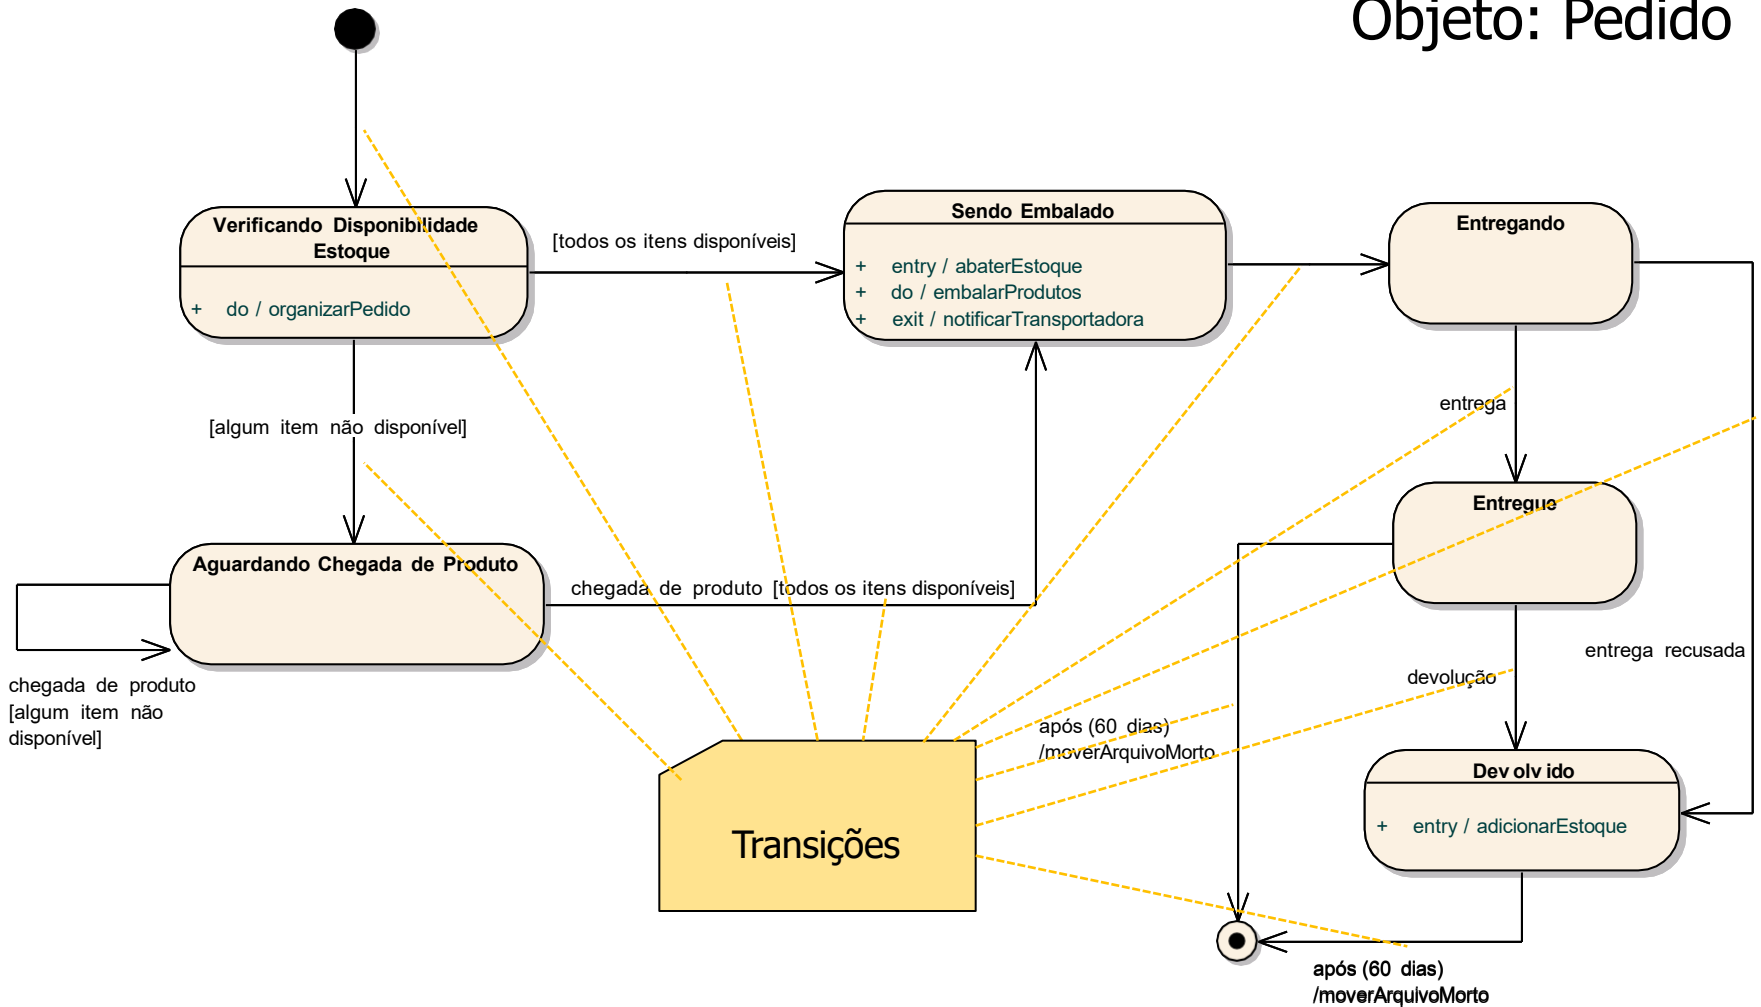 Objeto: Pedido
Verificando Disponibilidade
Estoque
+ do / organizarPedido
[todos os itens disponíveis]
Sendo Embalado
+ entry / abaterEstoque
+ do / embalarProdutos
+ exit / notificarTransportadora
Entregando
[algum item não disponível]
entrega
Entregue
Aguardando Chegada de Produto
chegada de produto [todos os itens disponíveis]
chegada de produto
[algum item não
disponível]
entrega recusada
devolução
após (60 dias)
/moverArquivoMorto
Devolvido
+ entry / adicionarEstoque
Transições
após (60 dias)
/moverArquivoMorto